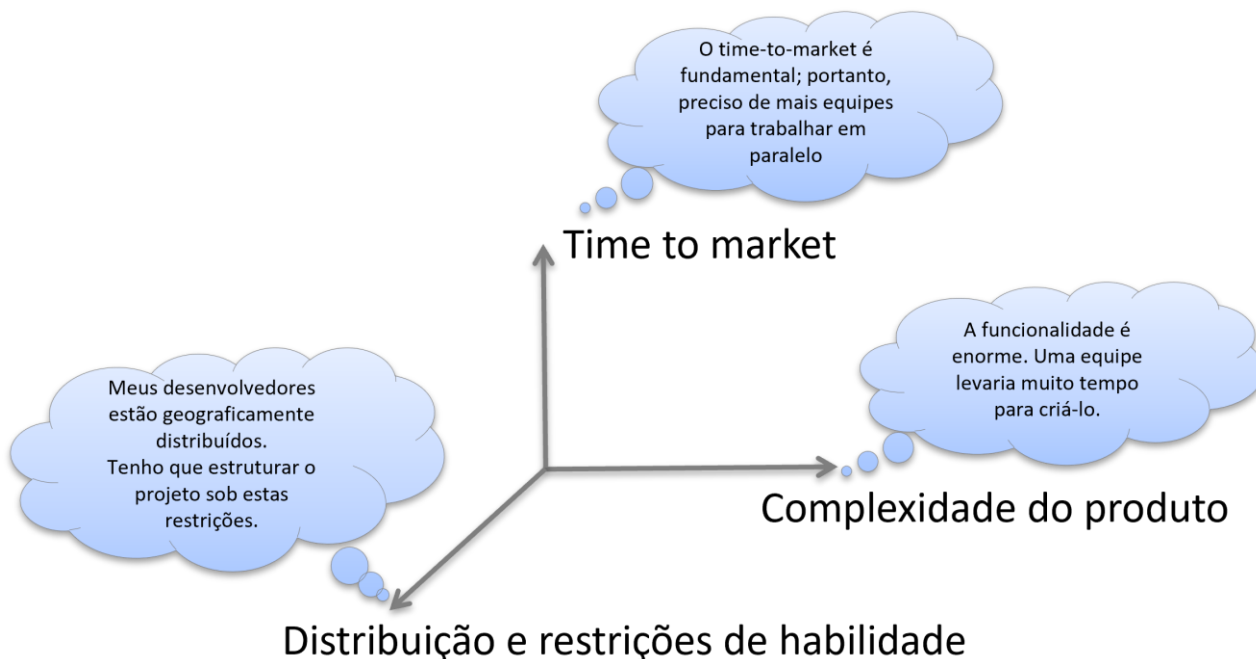 O time-to-market é
fundamental; portanto,
preciso de mais equipes
para trabalhar em
paralelo
Time to market
A funcionalidade é
enorme. Uma equipe
levaria muito tempo
para criá-lo.
Complexidade do produto
Meus desenvolvedores
estão geograficamente
distribuídos.
Tenho que estruturar o
projeto sob estas
restrições.
Distribuição e restrições de habilidade